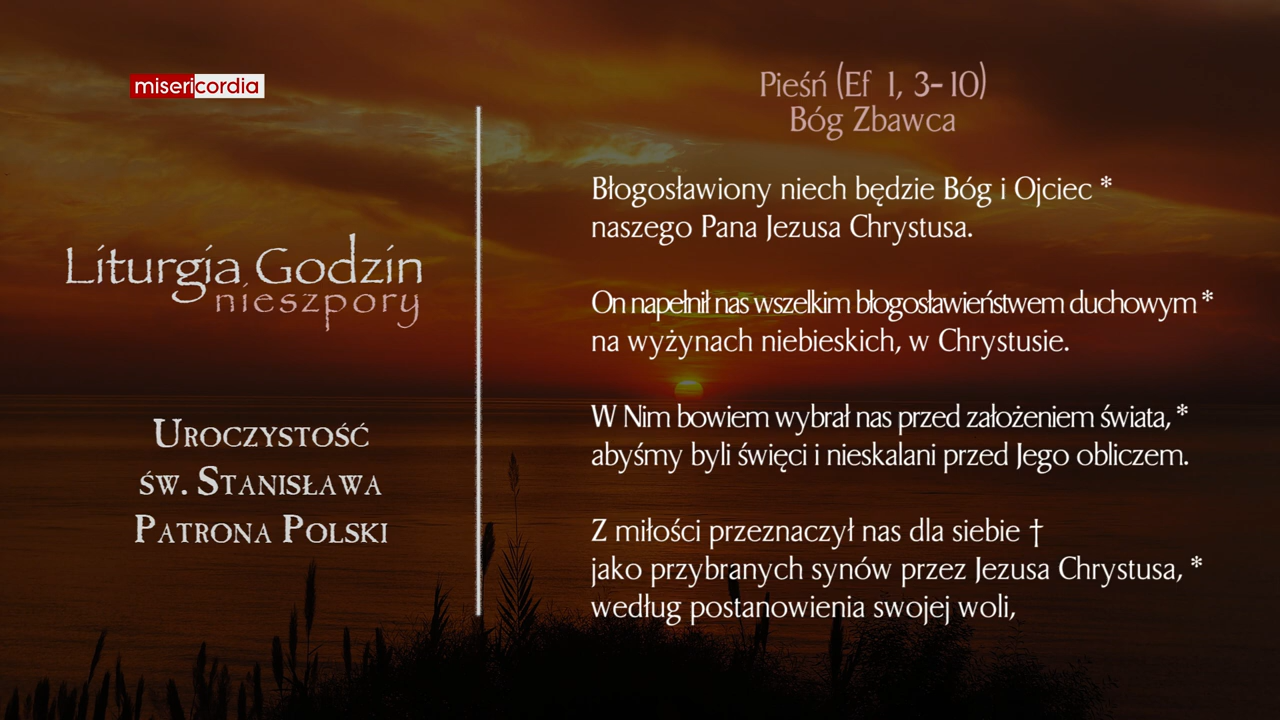 misericordia
Liturgia Godzin
nieszpory
Uroczystość
św. Stanisława
Patrona Polski
Pieśń (Ef 1, 3-10)
Bóg Zbawca
Błogosławiony niech będzie Bóg i Ojciec *
naszego Pana Jezusa Chrystusa.
On napełnił nas wszelkim błogosławieństwem duchowym *
na wyżynach niebieskich, w Chrystusie.
W Nim bowiem wybrał nas przed założeniem świata, *
abyśmy byli święci i nieskalani przed Jego obliczem.
Z miłości przeznaczył nas dla siebie †
jako przybranych synów przez Jezusa Chrystusa, *
według postanowienia swojej woli,